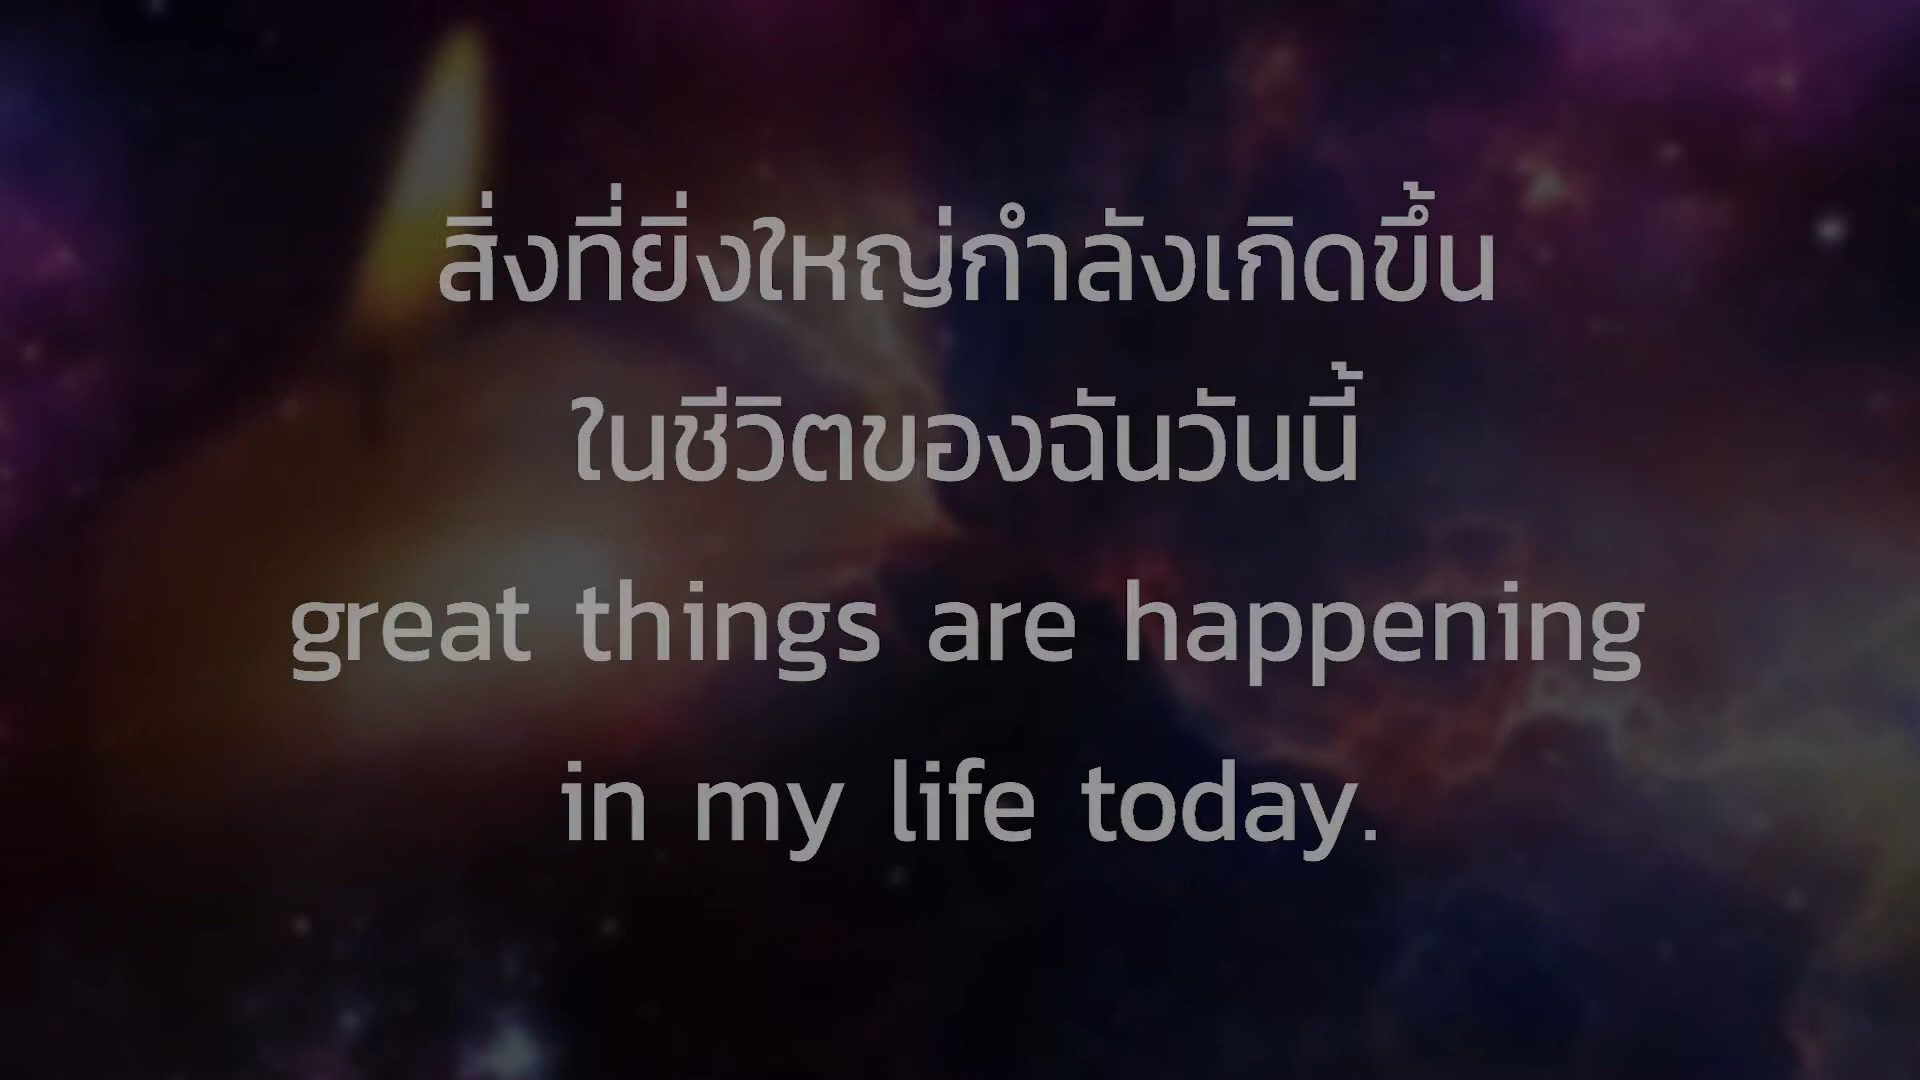 สิ่งที่ยิ่งใหญ่กำลังเกิดขึ้น
ในชีวิตของฉันวันนี้
great things are happening
in my life today.